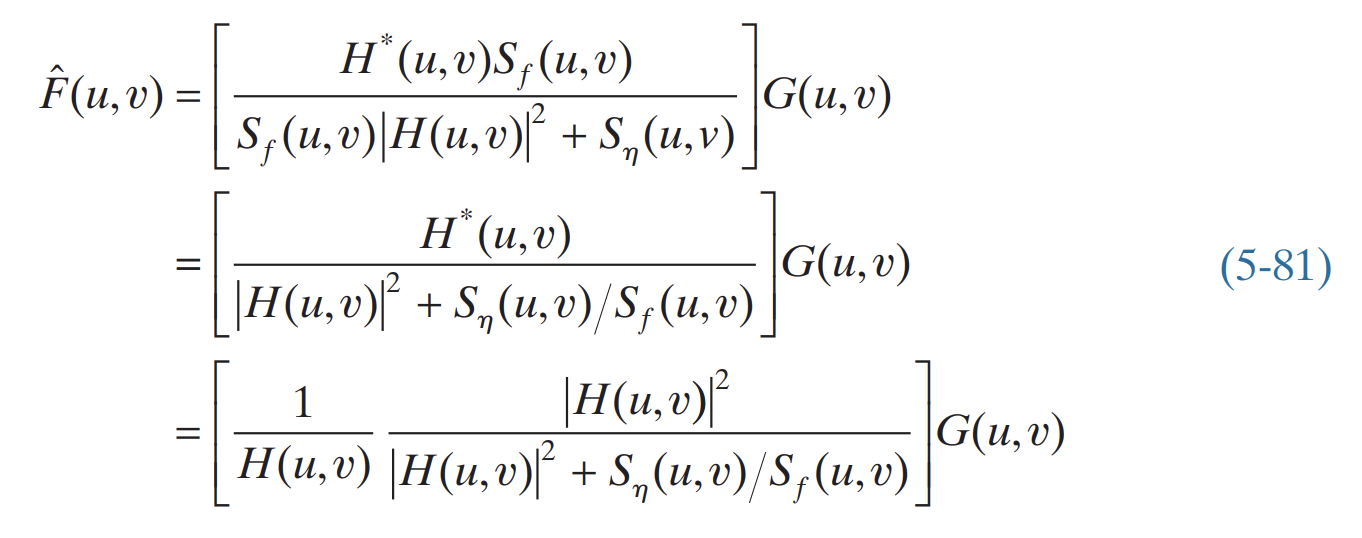 F̂(u,v) = [ H*(u,v)S_f(u,v) / ( S_f(u,v)|H(u,v)|² + S_η(u,v) ) ] G(u,v)
= [ H*(u,v) / ( |H(u,v)|² + S_η(u,v)/S_f(u,v) ) ] G(u,v) (5-81)
= [ 1 / H(u,v) |H(u,v)|² / ( |H(u,v)|² + S_η(u,v)/S_f(u,v) ) ] G(u,v)